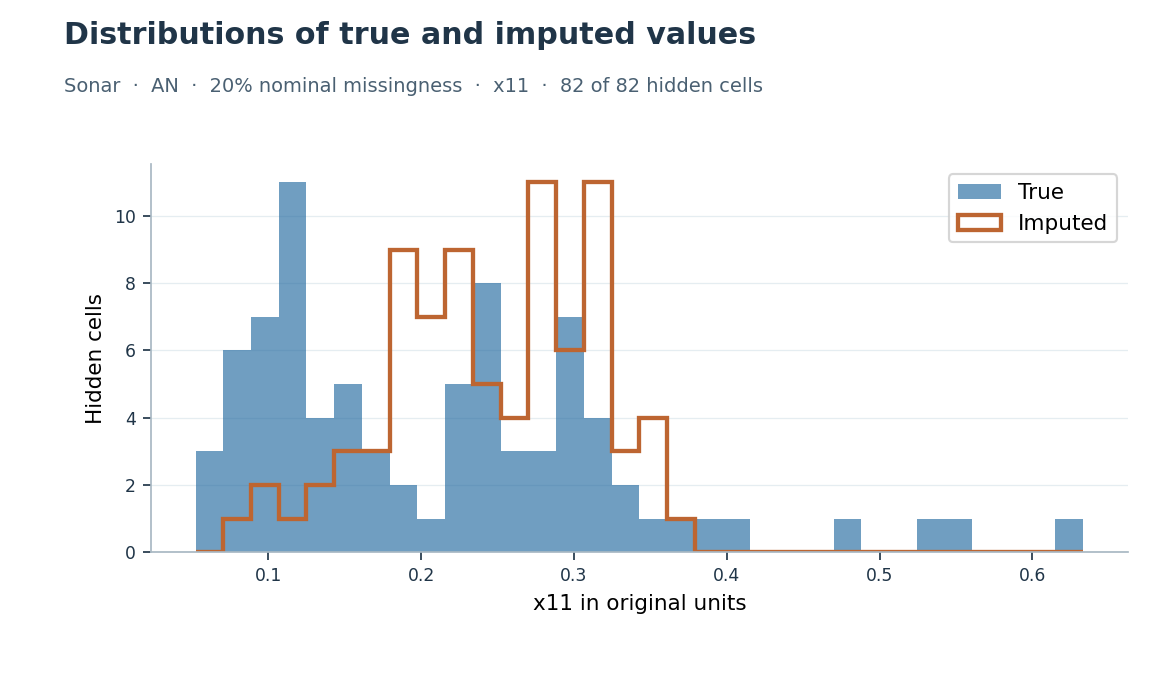 Distributions of true and imputed values
Sonar · AN · 20% nominal missingness · x11 · 82 of 82 hidden cells
True
Imputed
Hidden cells
10
8
6
4
2
0
0.1 0.2 0.3 0.4 0.5 0.6
x11 in original units